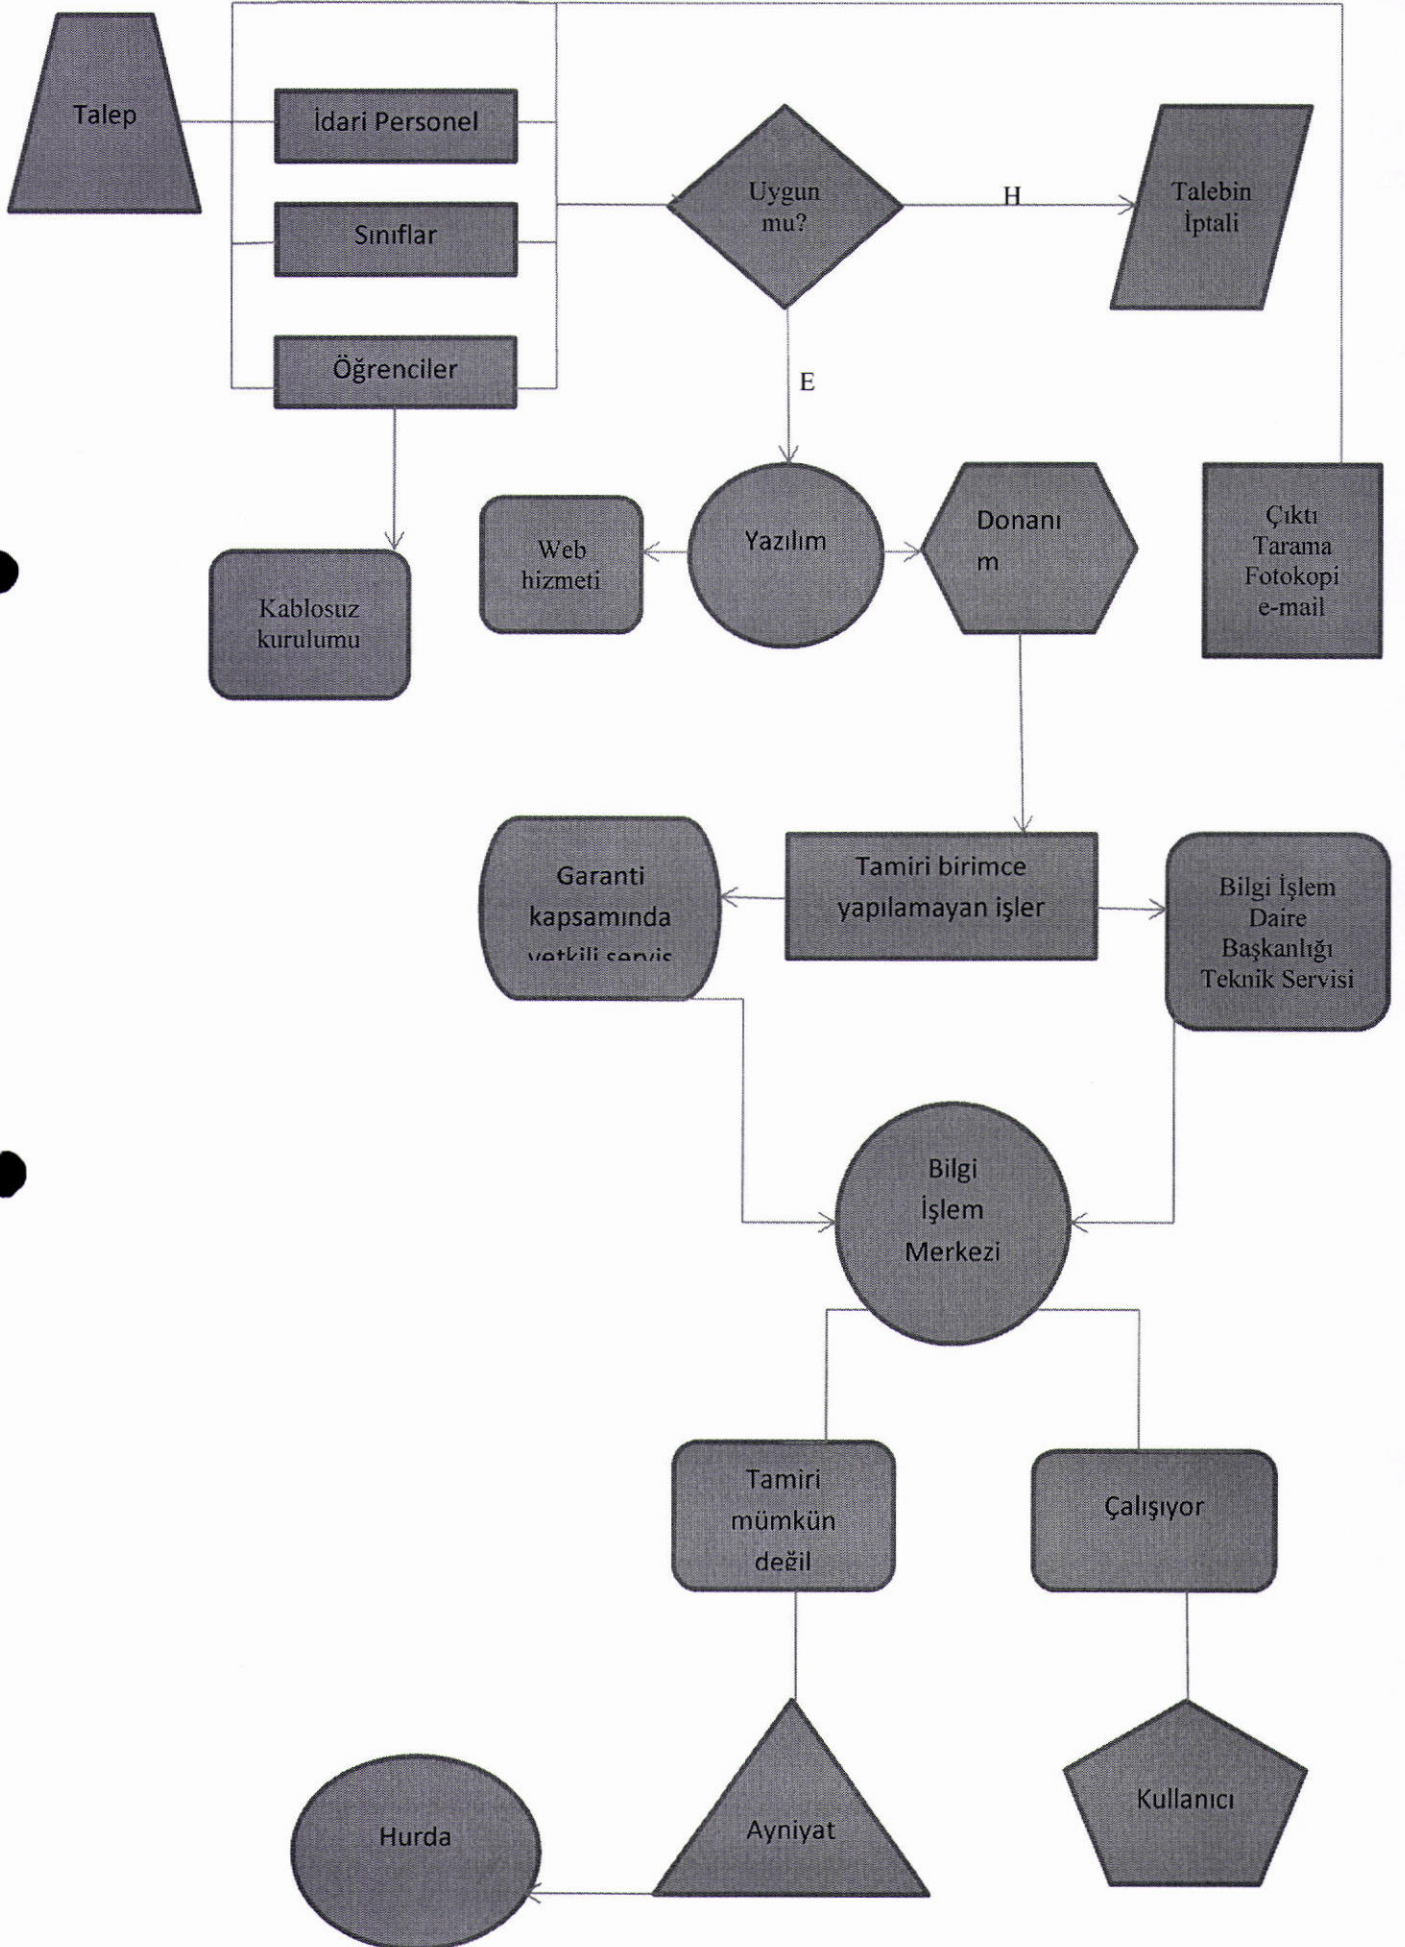 Talep
İdari Personel
Sınıflar
Öğrenciler
Uygun
mu?
H
Talebin
İptali
E
Kablosuz
kurulumu
Web
hizmeti
Yazılım
Donanı
m
Çıktı
Tarama
Fotokopi
e-mail
Garanti
kapsamında
yetkili servis
Tamiri birimce
yapılamayan işler
Bilgi İşlem
Daire
Başkanlığı
Teknik Servisi
Bilgi
İşlem
Merkezi
Tamiri
mümkün
değil
Çalışıyor
Hurda
Ayniyat
Kullanıcı